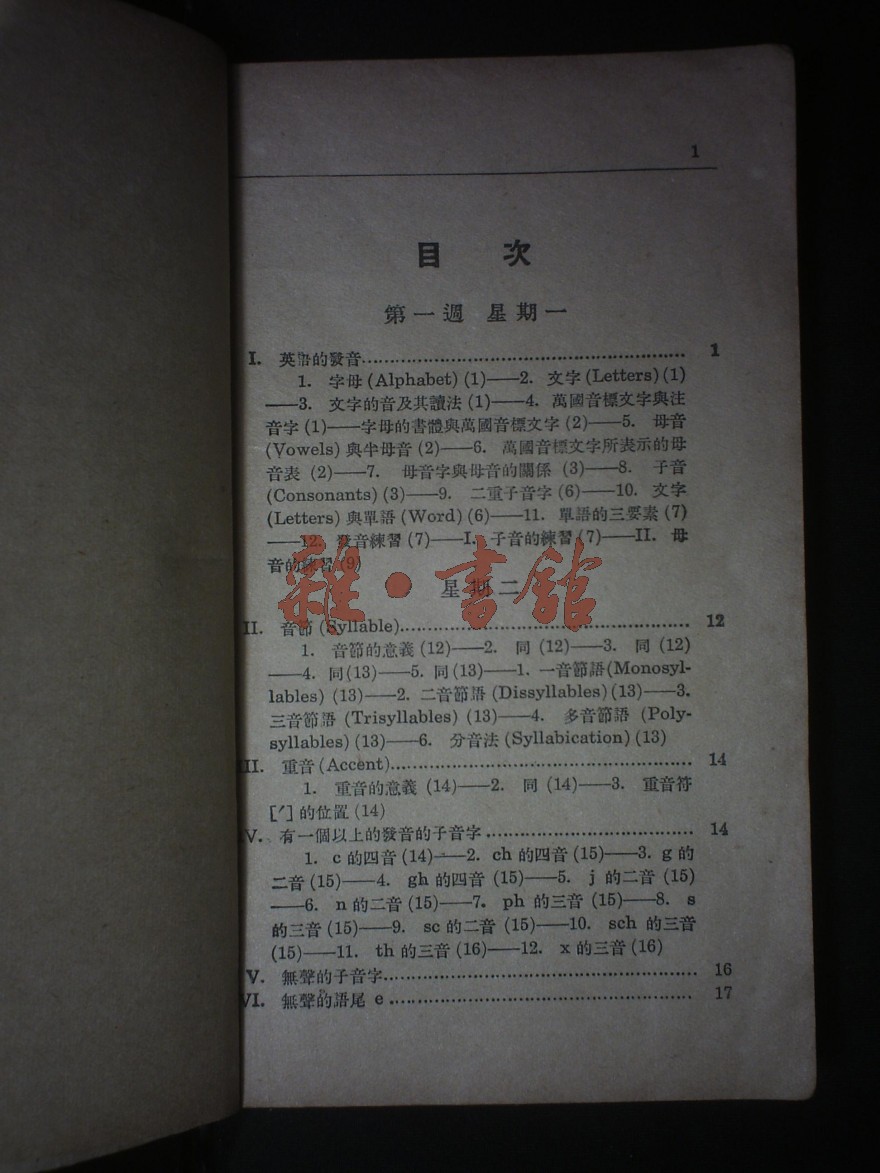 1
目 次
第一週 星期一
I. 英語的發音 1
1. 字母 (Alphabet) (1)——2. 文字 (Letters) (1)
——3. 文字的音及其讀法 (1)——4. 萬國音標文字與注
音字 (1)——字母的書體與萬國音標文字 (2)——5. 母音
(Vowels) 與半母音 (2)——6. 萬國音標文字所表示的母
音表 (2)——7. 母音字與母音的關係 (3)——8. 子音
(Consonants) (3)——9. 二重子音字 (6)——10. 文字
(Letters) 與單語 (Word) (6)——11. 單語的三要素 (7)
——12. 發音練習 (7)——I. 子音的練習 (7)——II. 母
音的練習 (9)
雜·書館
星期二
II. 音節 (Syllable) 12
1. 音節的意義 (12)——2. 同 (12)——3. 同 (12)
——4. 同 (13)——5. 同 (13)——1. 一音節語 (Monosyl-
lables) (13)——2. 二音節語 (Dissyllables) (13)——3.
三音節語 (Trisyllables) (13)——4. 多音節語 (Poly-
syllables) (13)——6. 分音法 (Syllabication) (13)
II. 重音 (Accent) 14
1. 重音的意義 (14)——2. 同 (14)——3. 重音符
[′] 的位置 (14)
V. 有一個以上的發音的子音字 14
1. c 的四音 (14)——2. ch 的四音 (15)——3. g 的
二音 (15)——4. gh 的四音 (15)——5. j 的二音 (15)
——6. n 的二音 (15)——7. ph 的三音 (15)——8. s
的三音 (15)——9. sc 的二音 (15)——10. sch 的三音
(15)——11. th 的三音 (16)——12. x 的三音 (16)
V. 無聲的子音字 16
VI. 無聲的語尾 e 17